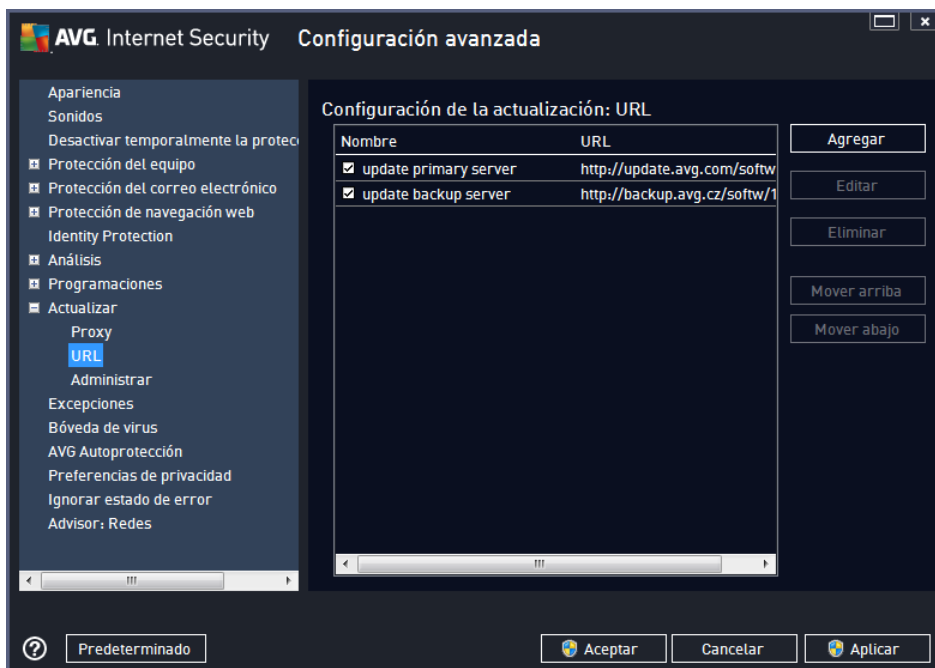 AVG. Internet Security Configuración avanzada
Apariencia
Sonidos
Desactivar temporalmente la protec
Protección del equipo
Protección del correo electrónico
Protección de navegación web
Identity Protection
Análisis
Programaciones
Actualizar
Proxy
URL
Administrar
Excepciones
Bóveda de virus
AVG Autoprotección
Preferencias de privacidad
Ignorar estado de error
Advisor: Redes
Configuración de la actualización: URL
Nombre URL
update primary server http://update.avg.com/softw
update backup server http://backup.avg.cz/softw/1
Agregar
Editar
Eliminar
Mover arriba
Mover abajo
Predeterminado
Aceptar
Cancelar
Aplicar